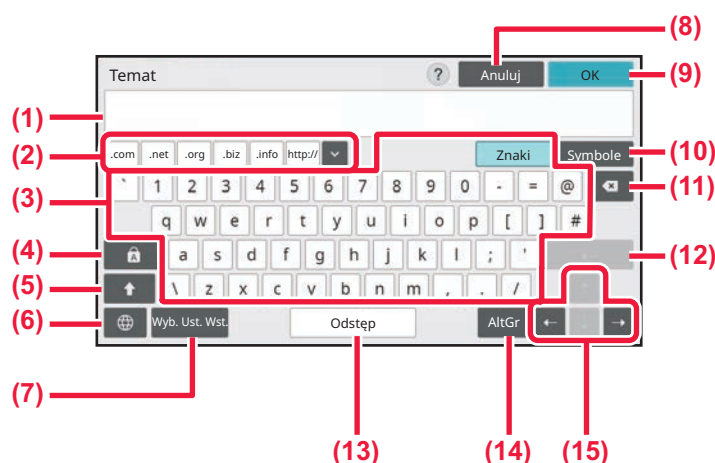 (8)
Temat ? Anuluj OK (9)
(1)
(2) .com .net .org .biz .info http:// Znaki Symbole (10)
(3) ` 1 2 3 4 5 6 7 8 9 0 - = @ (11)
q w e r t y u i o p [ ] #
(4) A a s d f g h j k l ; ' (12)
(5) \ z x c v b n m , . /
(6) Wyb. Ust. Wst. Odstęp AltGr ← →
(7)
(13) (14) (15)